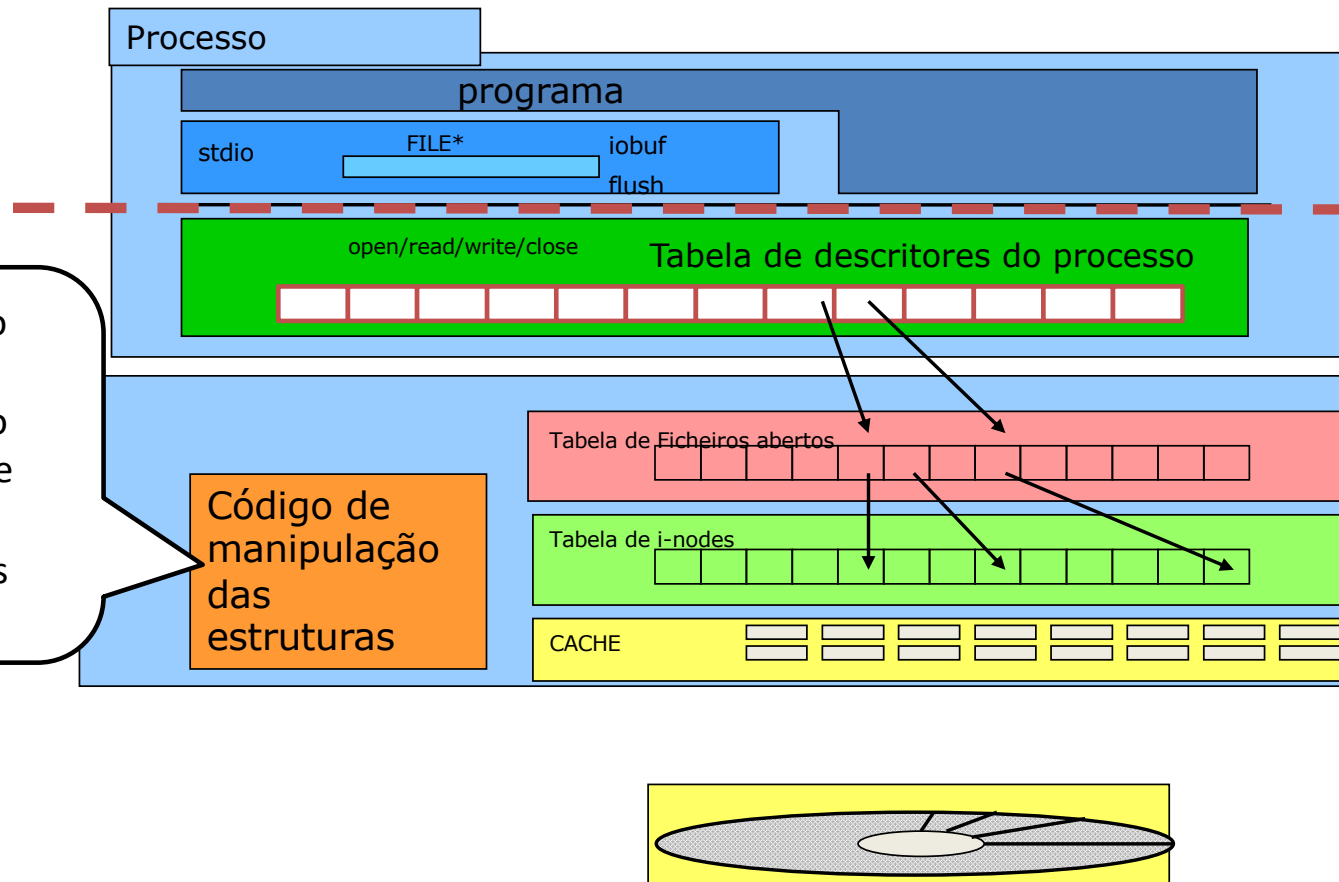 Processo
programa
stdio
FILE*
iobuf
flush
open/read/write/close
Tabela de descritores do processo
o
o
e
s
Tabela de Ficheiros abertos
Código de
manipulação
das
estruturas
Tabela de i-nodes
CACHE